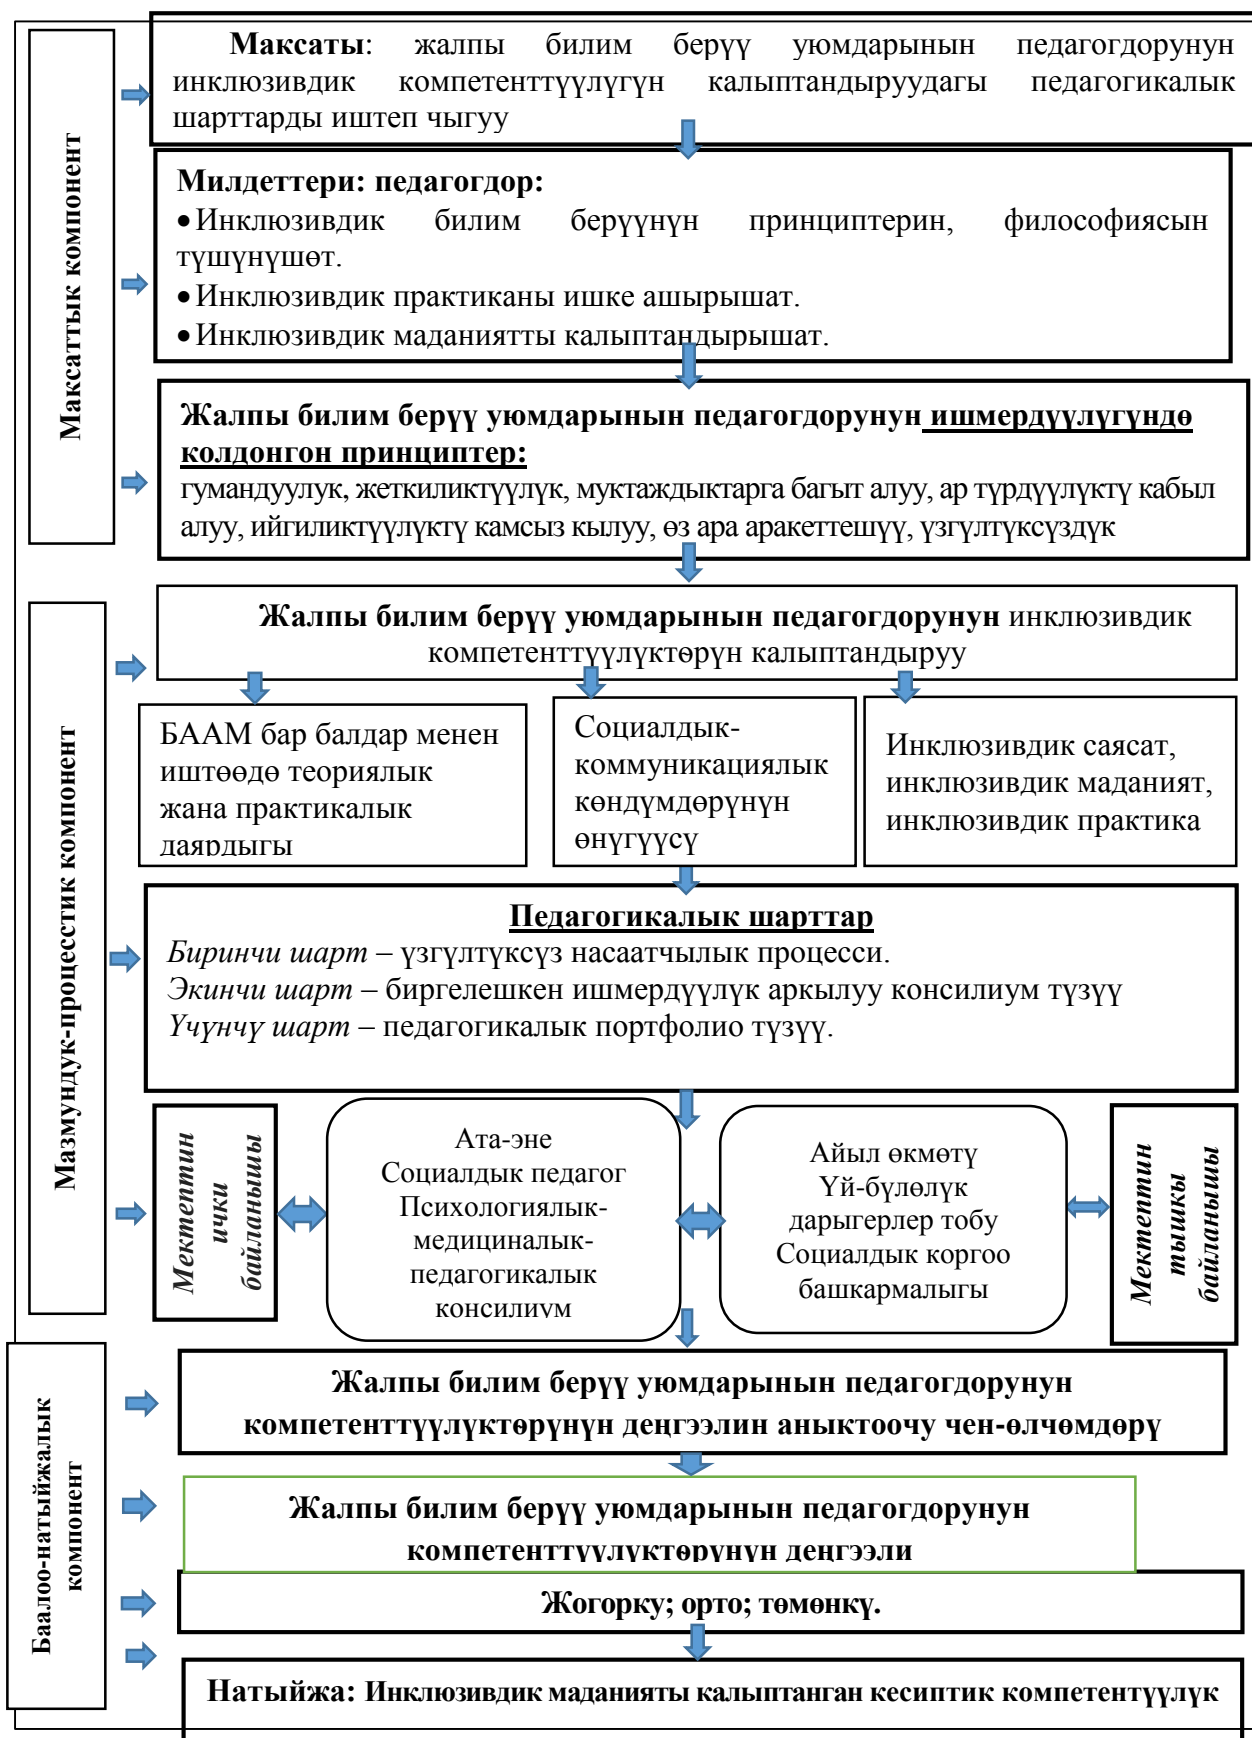 Максаттык компонент
Максаты: жалпы билим берүү уюмдарынын педагогдорунун
инклюзивдик компетенттүүлүгүн калыптандыруудагы педагогикалык
шарттарды иштеп чыгуу
Милдеттери: педагогдор:
•Инклюзивдик билим берүүнүн принциптерин, философиясын
түшүнүшөт.
•Инклюзивдик практиканы ишке ашырышат.
•Инклюзивдик маданиятты калыптандырышат.
Жалпы билим берүү уюмдарынын педагогдорунун ишмердүүлүгүндө
колдонгон принциптер:
гумандуулук, жеткиликтүүлүк, муктаждыктарга багыт алуу, ар түрдүүлүктү кабыл
алуу, ийгиликтүүлүктү камсыз кылуу, өз ара аракеттешүү, үзгүлтүксүздүк
Мазмундук-процесстик компонент
Жалпы билим берүү уюмдарынын педагогдорунун инклюзивдик
компетенттүүлүктөрүн калыптандыруу
БААМ бар балдар менен
иштөөдө теориялык
жана практикалык
даярдыгы
Социалдык-
коммуникациялык
көндүмдөрүнүн
өнүгүүсү
Инклюзивдик саясат,
инклюзивдик маданият,
инклюзивдик практика
Педагогикалык шарттар
Биринчи шарт – үзгүлтүксүз насаатчылык процесси.
Экинчи шарт – биргелешкен ишмердүүлүк аркылуу консилиум түзүү
Үчүнчү шарт – педагогикалык портфолио түзүү.
Мектептин
ички
байланышы
Ата-эне
Социалдык педагог
Психологиялык-
медициналык-
педагогикалык
консилиум
Айыл өкмөтү
Үй-бүлөлүк
дарыгерлер тобу
Социалдык коргоо
башкармалыгы
Мектептин
тышкы
байланышы
Баалоо-натыйжалык
компонент
Жалпы билим берүү уюмдарынын педагогдорунун
компетенттүүлүктөрүнүн деңгээлин аныктоочу чен-өлчөмдөрү
Жалпы билим берүү уюмдарынын педагогдорунун
компетенттүүлүктөрүнүн деңгээли
Жогорку; орто; төмөнкү.
Натыйжа: Инклюзивдик маданияты калыптанган кесиптик компетентүүлүк